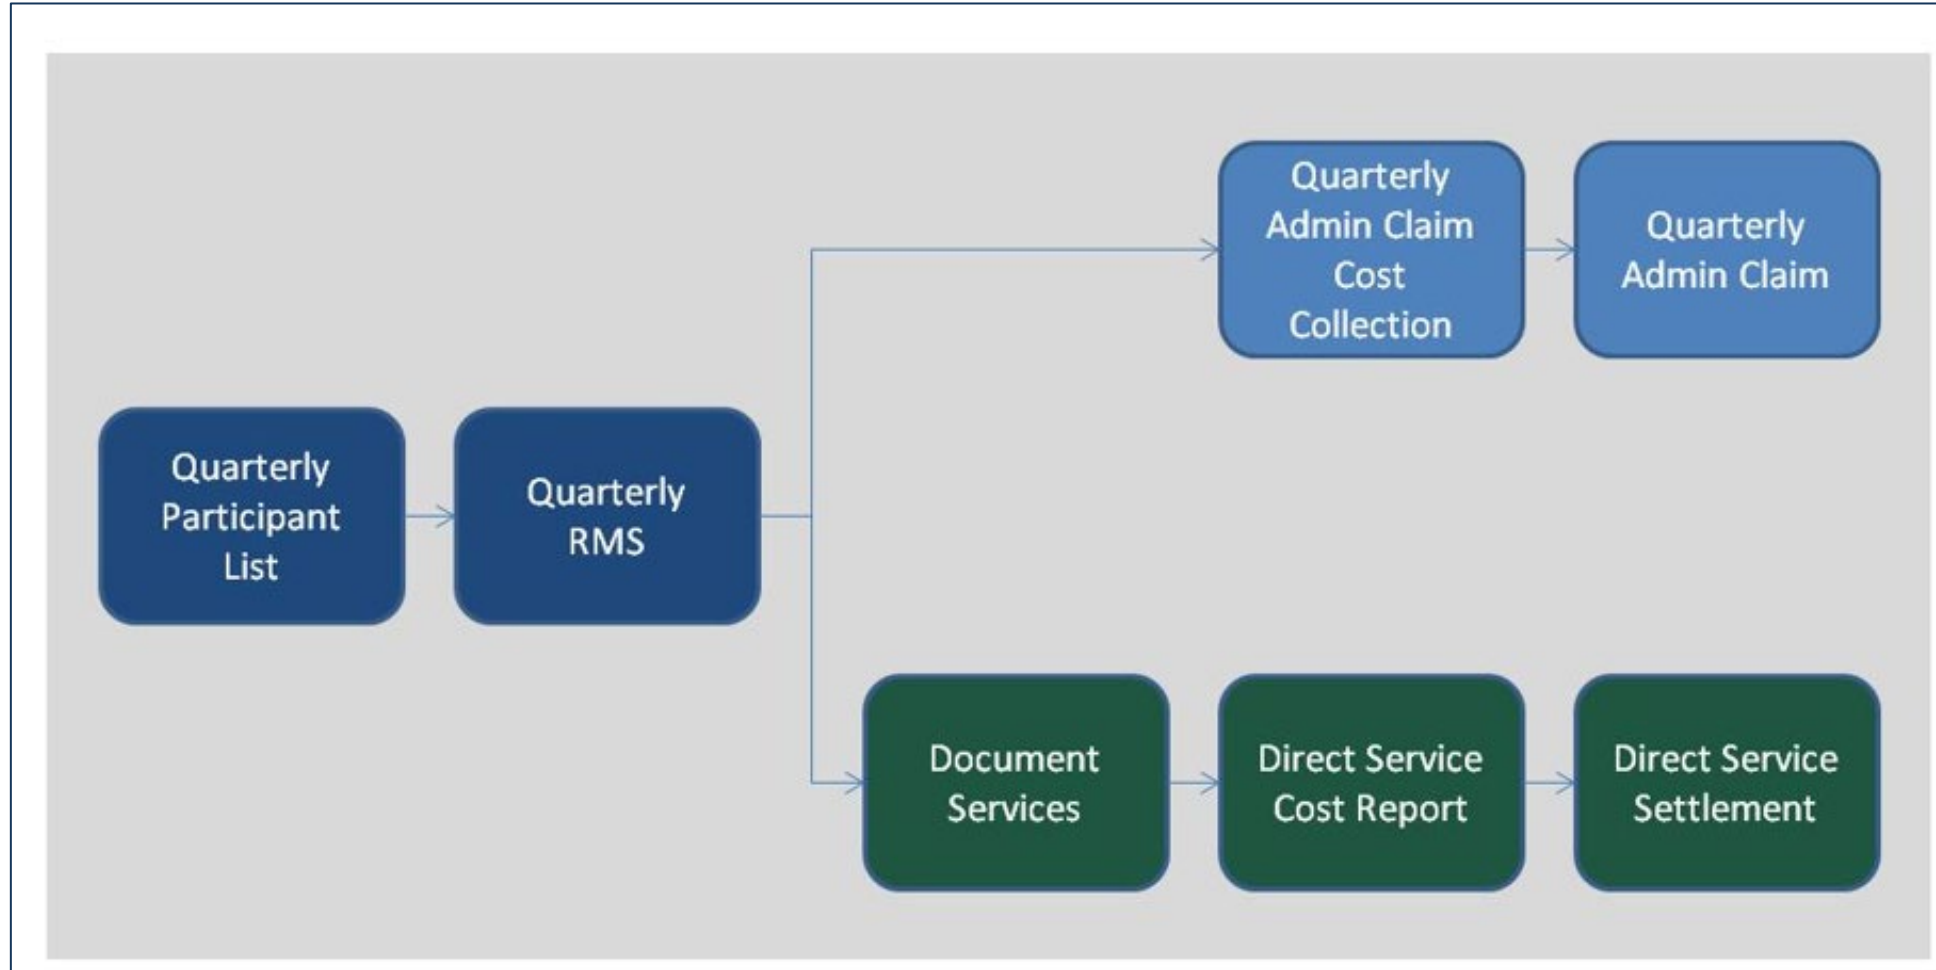 Quarterly
Participant
List
Quarterly
RMS
Quarterly
Admin Claim
Cost
Collection
Quarterly
Admin Claim
Document
Services
Direct Service
Cost Report
Direct Service
Settlement